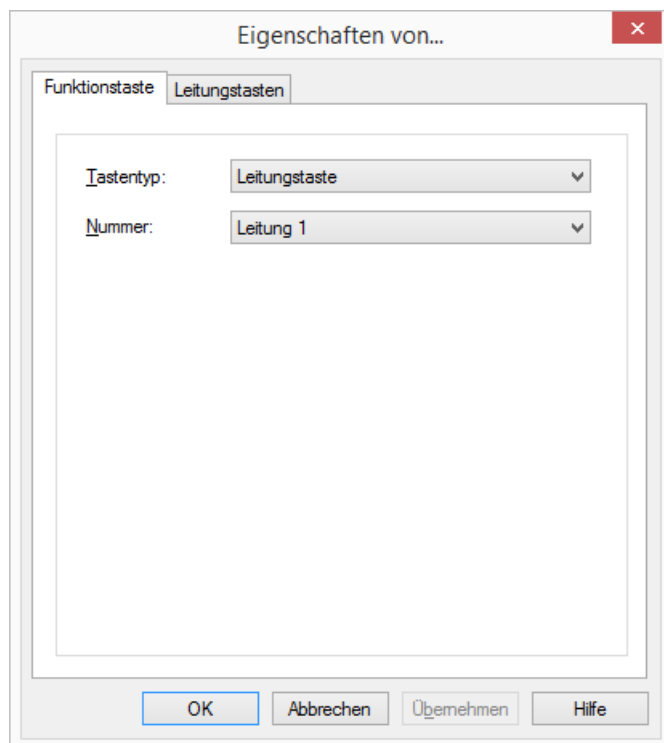 Eigenschaften von...
Funktionstaste Leitungstasten
Tastentyp: Leitungstaste
Nummer: Leitung 1
OK Abbrechen Übernehmen Hilfe